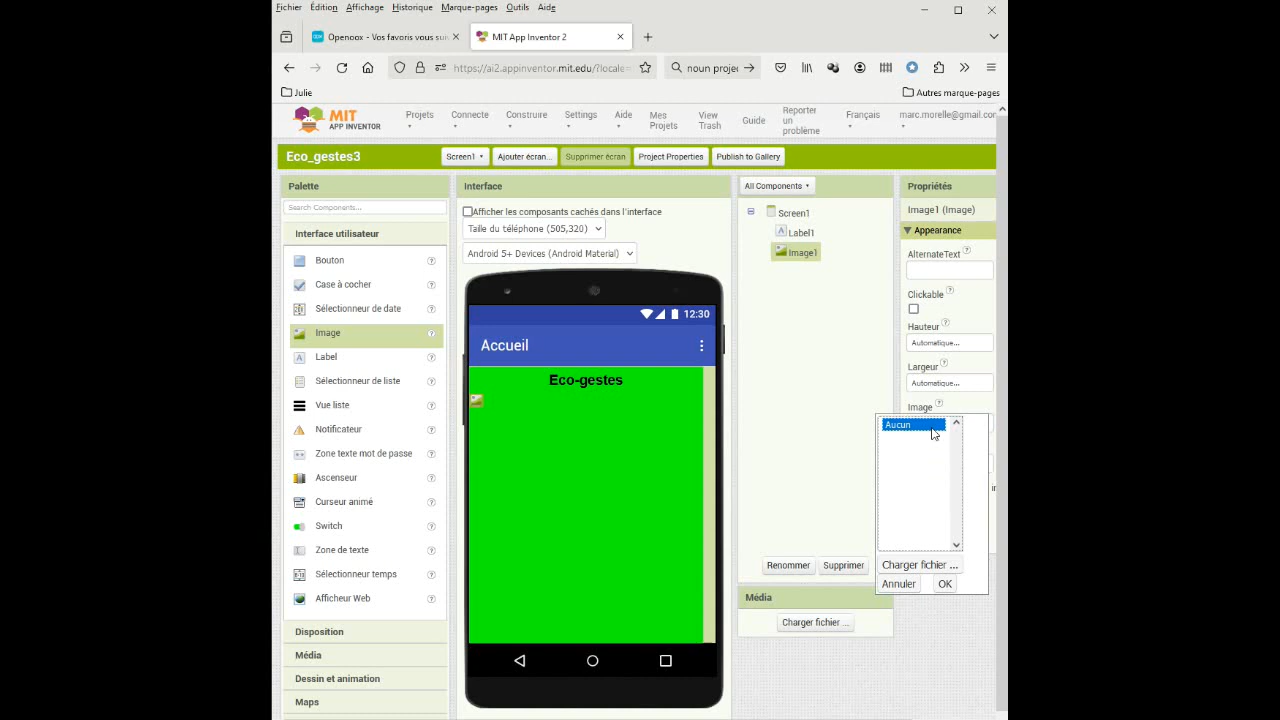 Fichier Édition Affichage Historique Marque-pages Outils Aide
Openoox - Vos favoris vous sui
MIT App Inventor 2
https://ai2.appinventor.mit.edu/?locale=
noun projec
Julie
Autres marque-pages
MIT
APP INVENTOR
Projets
Connecte
Construire
Settings
Aide
Mes
Projets
View
Trash
Guide
Reporter
un
problème
Français
marc.morelle@gmail.com
Eco_gestes3
Screen1
Ajouter écran...
Supprimer écran
Project Properties
Publish to Gallery
Palette
Search Components...
Interface utilisateur
Bouton
Case à cocher
Sélectionneur de date
Image
Label
Sélectionneur de liste
Vue liste
Notificateur
Zone texte mot de passe
Ascenseur
Curseur animé
Switch
Zone de texte
Sélectionneur temps
Afficheur Web
Disposition
Média
Dessin et animation
Maps
Interface
Afficher les composants cachés dans l'interface
Taille du téléphone (505,320)
Android 5+ Devices (Android Material)
12:30
Accueil
Eco-gestes
All Components
Screen1
Label1
Image1
Renommer
Supprimer
Média
Charger fichier ...
Propriétés
Image1 (Image)
Appearance
AlternateText
Clickable
Hauteur
Automatique...
Largeur
Automatique...
Image
Aucun
Charger fichier ...
Annuler
OK